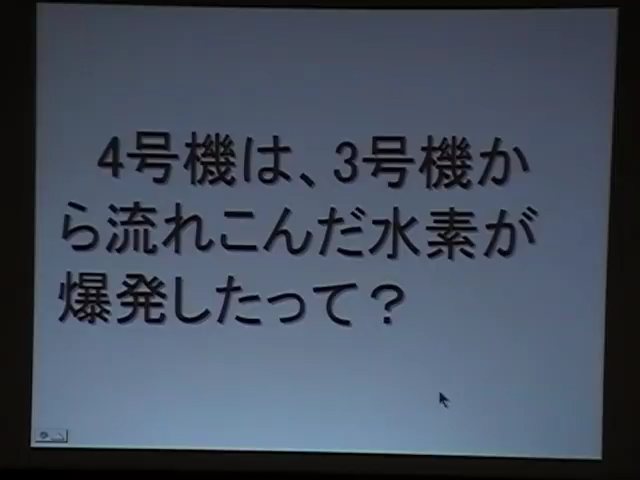 4号機は、3号機か
ら流れこんだ水素が
爆発したって？